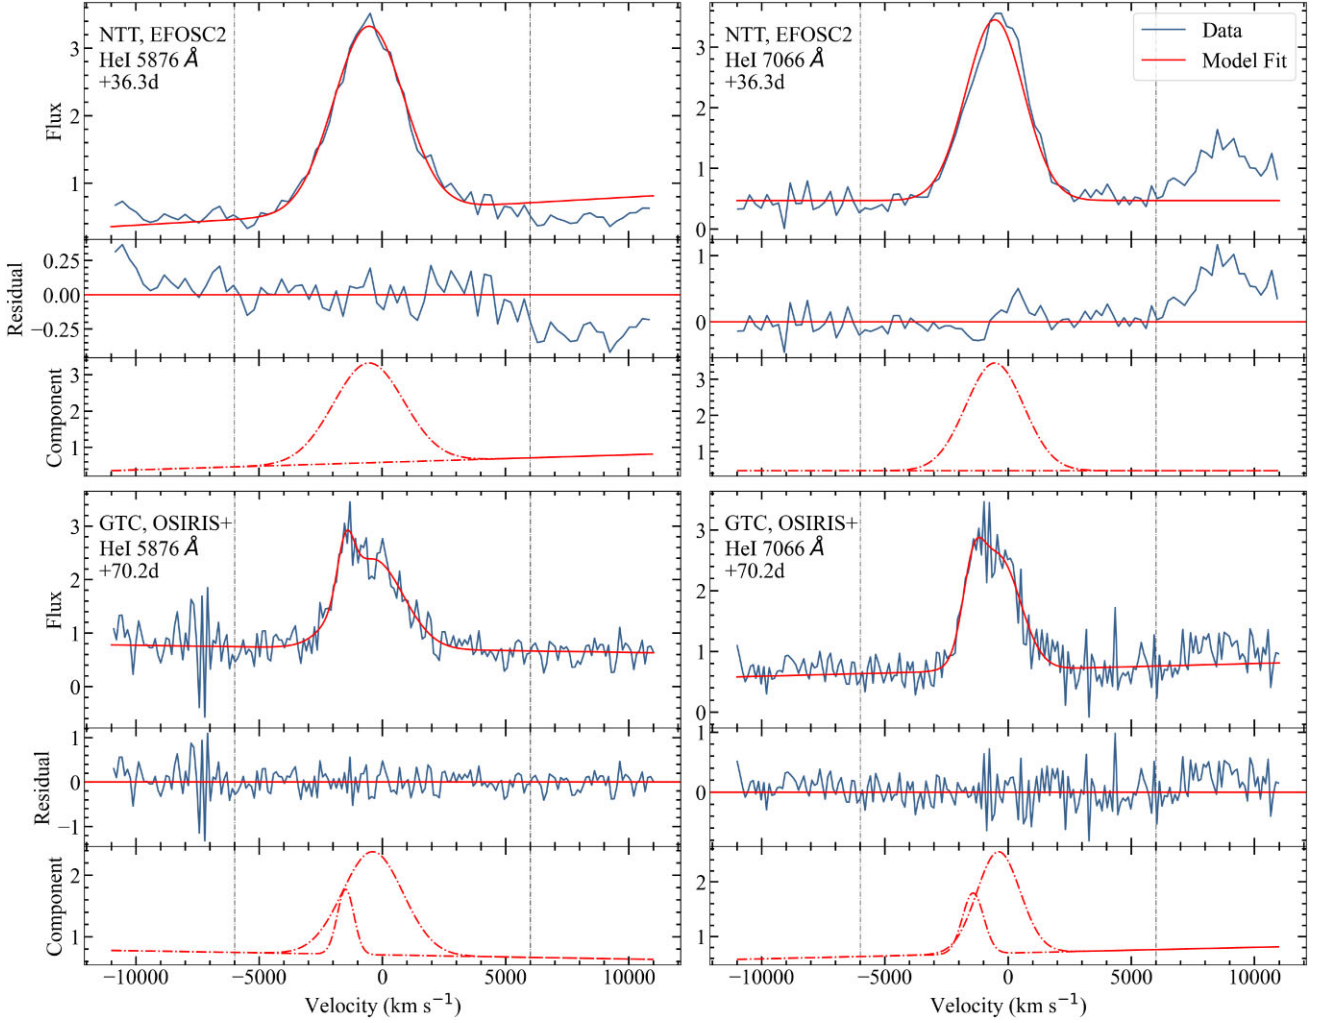 NTT, EFOSC2
HeI 5876 Å
+36.3d
Flux
3
2
1
Residual
0.25
0.00
−0.25
Component
3
2
1
NTT, EFOSC2
HeI 7066 Å
+36.3d
Data
Model Fit
3
2
1
0
1
0
3
2
1
GTC, OSIRIS+
HeI 5876 Å
+70.2d
Flux
3
2
1
0
Residual
1
0
−1
Component
2
1
−10000 −5000 0 5000 10000
Velocity (km s⁻¹)
GTC, OSIRIS+
HeI 7066 Å
+70.2d
3
2
1
0
1
0
2
1
−10000 −5000 0 5000 10000
Velocity (km s⁻¹)